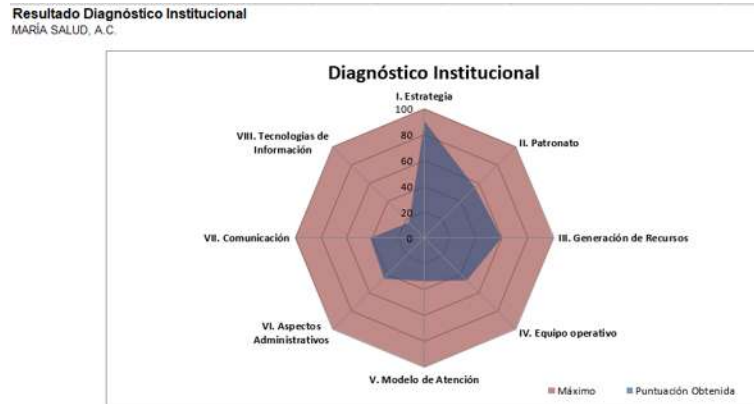 Resultado Diagnóstico Institucional
MARÍA SALUD, A.C.
Diagnóstico Institucional
I. Estrategia
100
80
60
40
20
0
II. Patronato
III. Generación de Recursos
IV. Equipo operativo
V. Modelo de Atención
VI. Aspectos
Administrativos
VII. Comunicación
VIII. Tecnologías de
Información
Máximo
Puntuación Obtenida